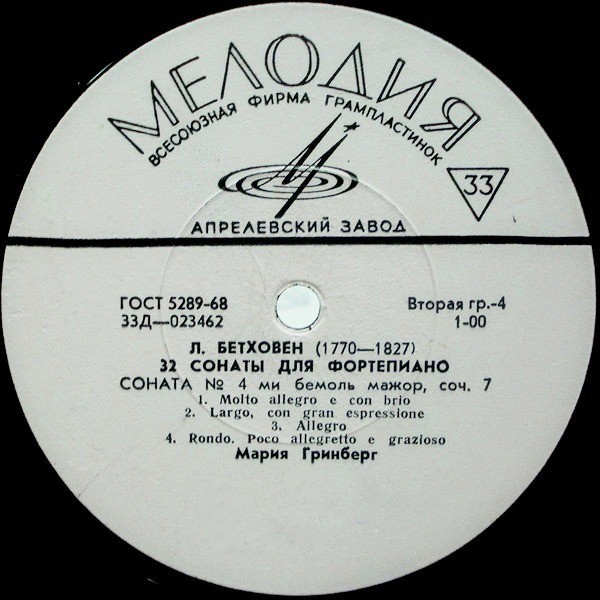 МЕЛОДИЯ
ВСЕСОЮЗНАЯ ФИРМА ГРАМПЛАСТИНОК
33
АПРЕЛЕВСКИЙ ЗАВОД
ГОСТ 5289-68 Вторая гр.-4
33Д—023462 1-00
Л. БЕТХОВЕН (1770—1827)
32 СОНАТЫ ДЛЯ ФОРТЕПИАНО
СОНАТА № 4 ми бемоль мажор, соч. 7
1. Molto allegro e con brio
2. Largo, con gran espressione
3. Allegro
4. Rondo. Poco allegretto e grazioso
Мария Гринберг